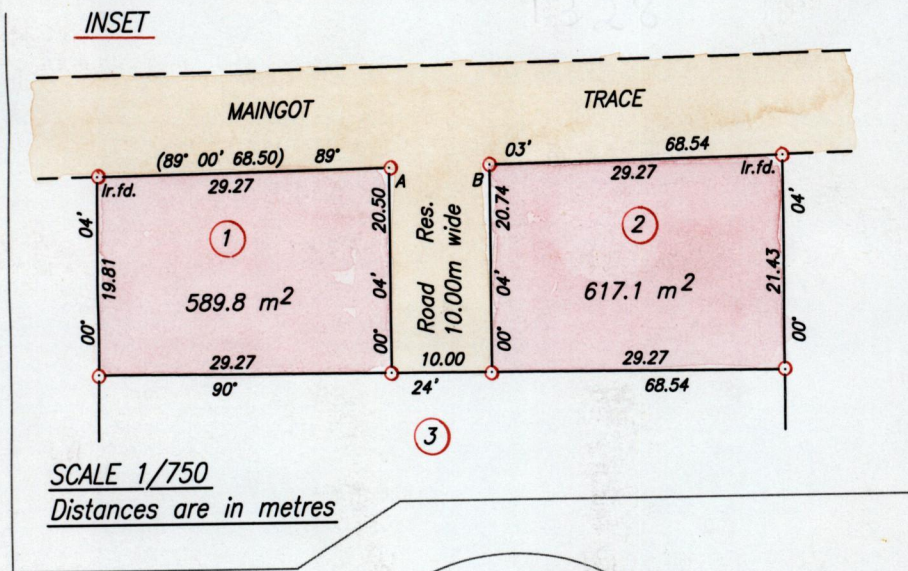 INSET
MAINGOT TRACE
(89° 00' 68.50) 89° 03' 68.54
29.27 29.27
Ir.fd. A B Ir.fd.
00° 04'
19.81
1
589.8 m²
00° 04' 20.50
Road Res.
10.00m wide
00° 04' 20.74
2
617.1 m²
00° 04'
21.43
29.27 10.00 29.27
90° 24' 68.54
3
SCALE 1/750
Distances are in metres